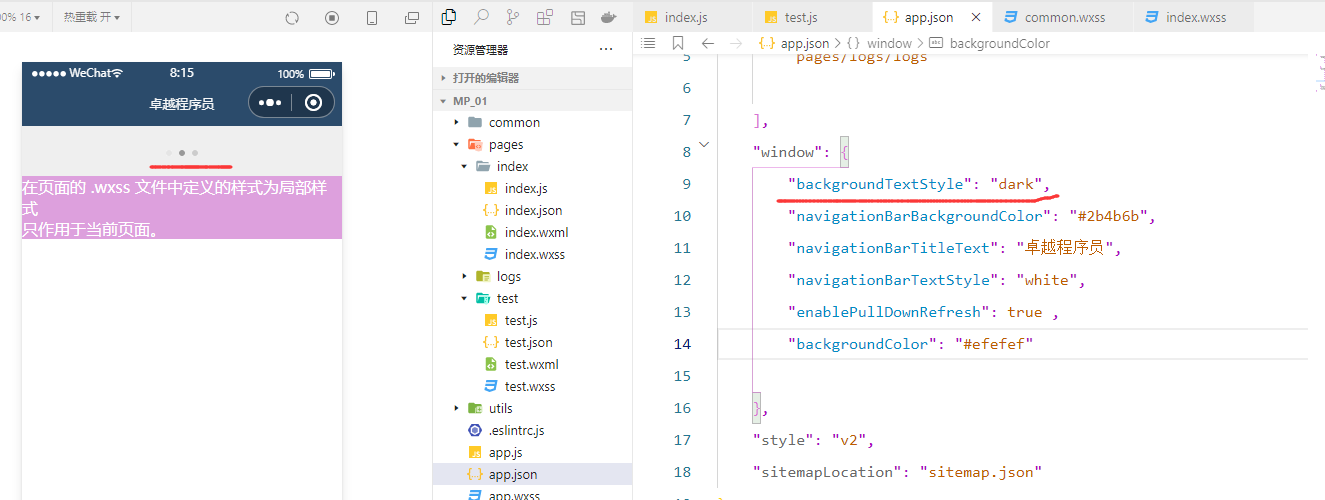 00% 16
热重载 开
index.js
test.js
app.json
common.wxss
index.wxss
资源管理器
app.json > window > backgroundColor
打开的编辑器
MP_01
common
pages
index
index.js
index.json
index.wxml
index.wxss
logs
test
test.js
test.json
test.wxml
test.wxss
utils
.eslintrc.js
app.js
app.json
app.wxss
WeChat
8:15
100%
卓越程序员
在页面的 .wxss 文件中定义的样式为局部样
式
只作用于当前页面。
5 "pages/logs/logs"
6
7 ],
8 "window": {
9 "backgroundTextStyle": "dark",
10 "navigationBarBackgroundColor": "#2b4b6b",
11 "navigationBarTitleText": "卓越程序员",
12 "navigationBarTextStyle": "white",
13 "enablePullDownRefresh": true ,
14 "backgroundColor": "#efefef"
15
16 },
17 "style": "v2",
18 "sitemapLocation": "sitemap.json"